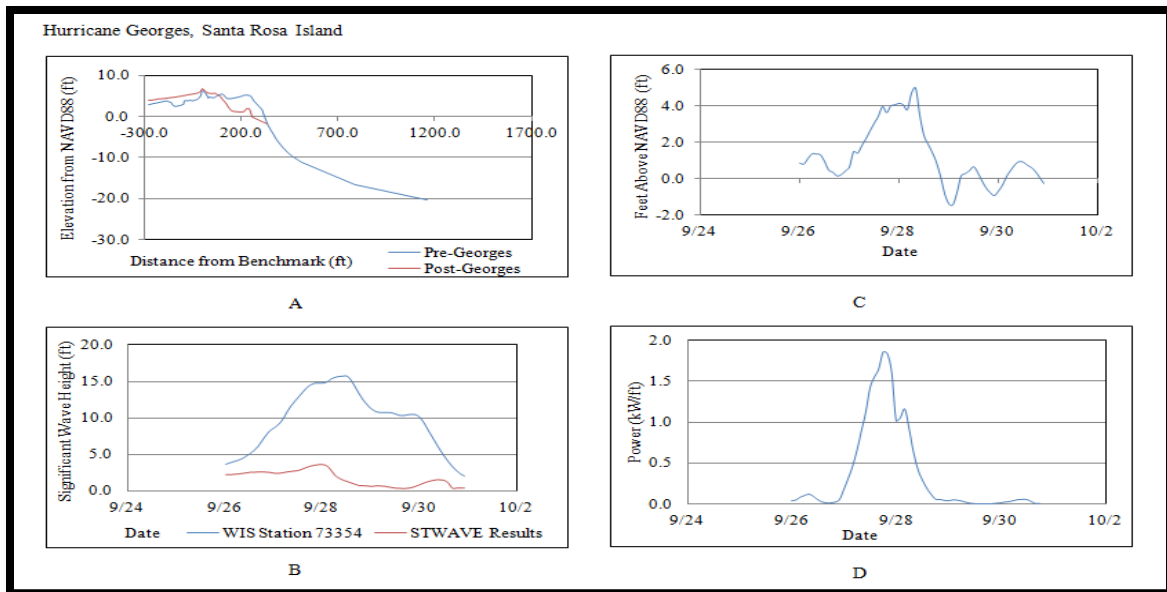 Hurricane Georges, Santa Rosa Island
Elevation from NAVD88 (ft)
10.0
0.0
-10.0
-20.0
-30.0
-300.0 200.0 700.0 1200.0 1700.0
Distance from Benchmark (ft)
Pre-Georges
Post-Georges
A
Feet Above NAVD88 (ft)
6.0
4.0
2.0
0.0
-2.0
9/24 9/26 9/28 9/30 10/2
Date
C
Significant Wave Height (ft)
20.0
15.0
10.0
5.0
0.0
9/24 9/26 9/28 9/30 10/2
Date WIS Station 73354 STWAVE Results
B
Power (kW/ft)
2.0
1.5
1.0
0.5
0.0
9/24 9/26 9/28 9/30 10/2
Date
D